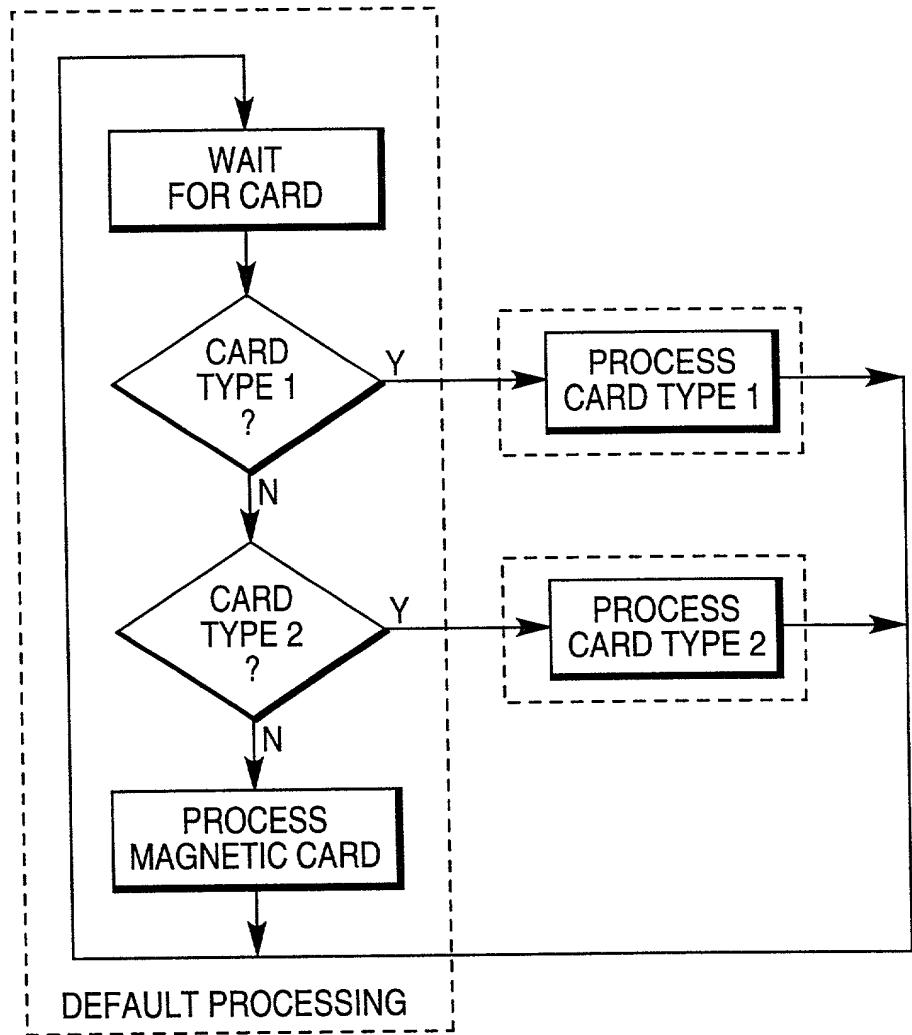 WAIT
FOR CARD
CARD
TYPE 1
?
Y
PROCESS
CARD TYPE 1
N
CARD
TYPE 2
?
Y
PROCESS
CARD TYPE 2
N
PROCESS
MAGNETIC CARD
DEFAULT PROCESSING